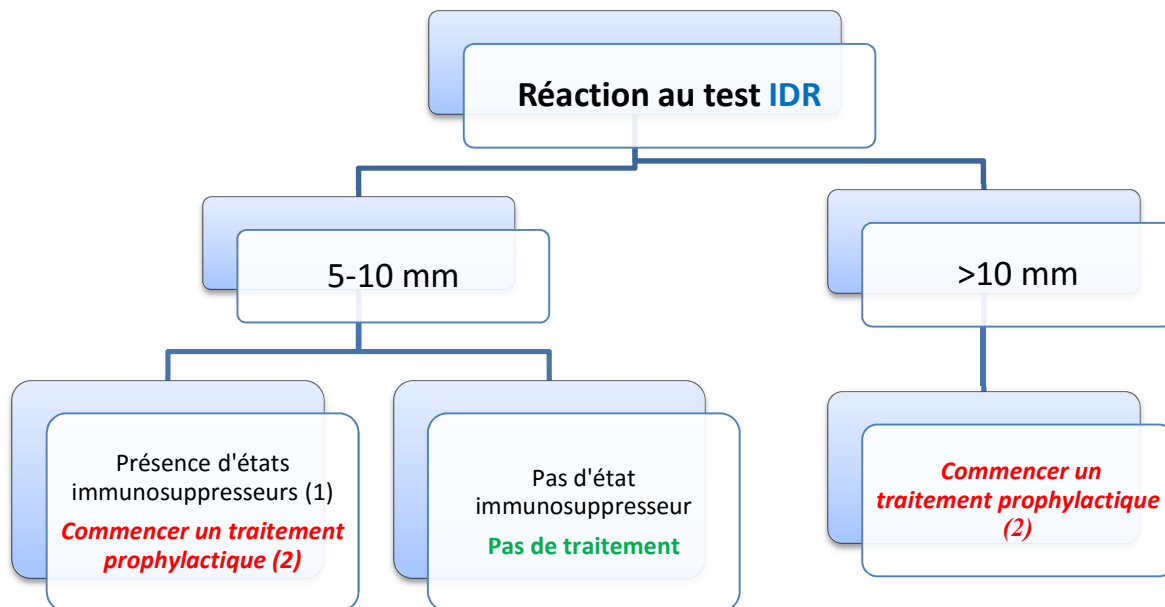 Réaction au test IDR
5-10 mm
>10 mm
Présence d'états
immunosuppresseurs (1)
Commencer un traitement
prophylactique (2)
Pas d'état
immunosuppresseur
Pas de traitement
Commencer un
traitement prophylactique
(2)